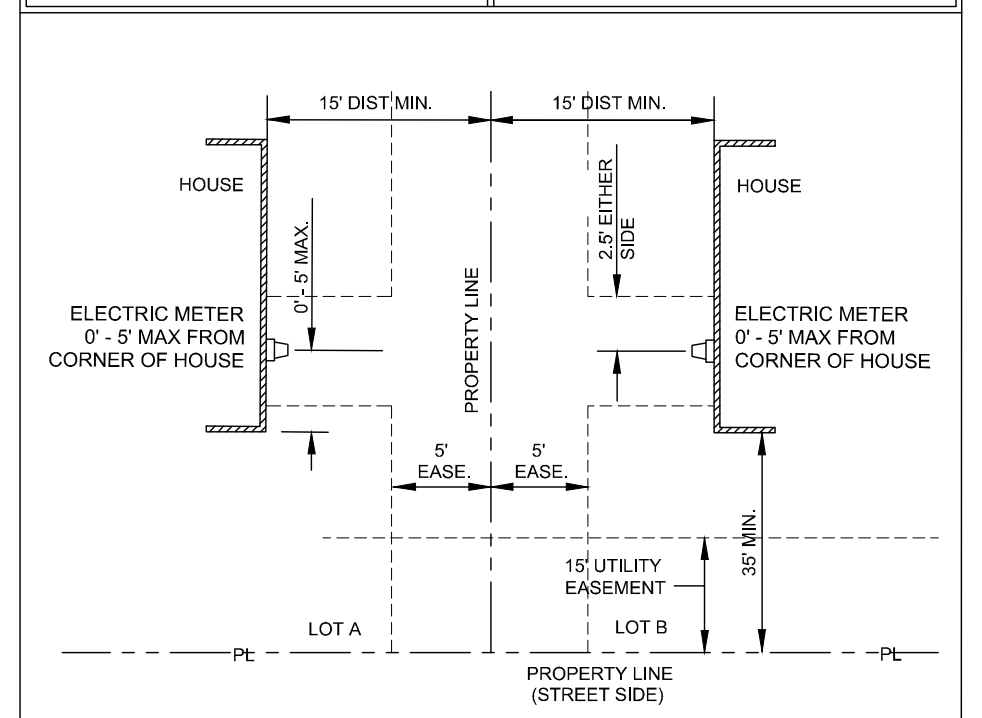 15' DIST MIN.
15' DIST MIN.
HOUSE
HOUSE
0' - 5' MAX.
2.5' EITHER
SIDE
ELECTRIC METER
0' - 5' MAX FROM
CORNER OF HOUSE
PROPERTY LINE
ELECTRIC METER
0' - 5' MAX FROM
CORNER OF HOUSE
5'
EASE.
5'
EASE.
35' MIN.
15' UTILITY
EASEMENT
LOT A
LOT B
PL
PL
PROPERTY LINE
(STREET SIDE)